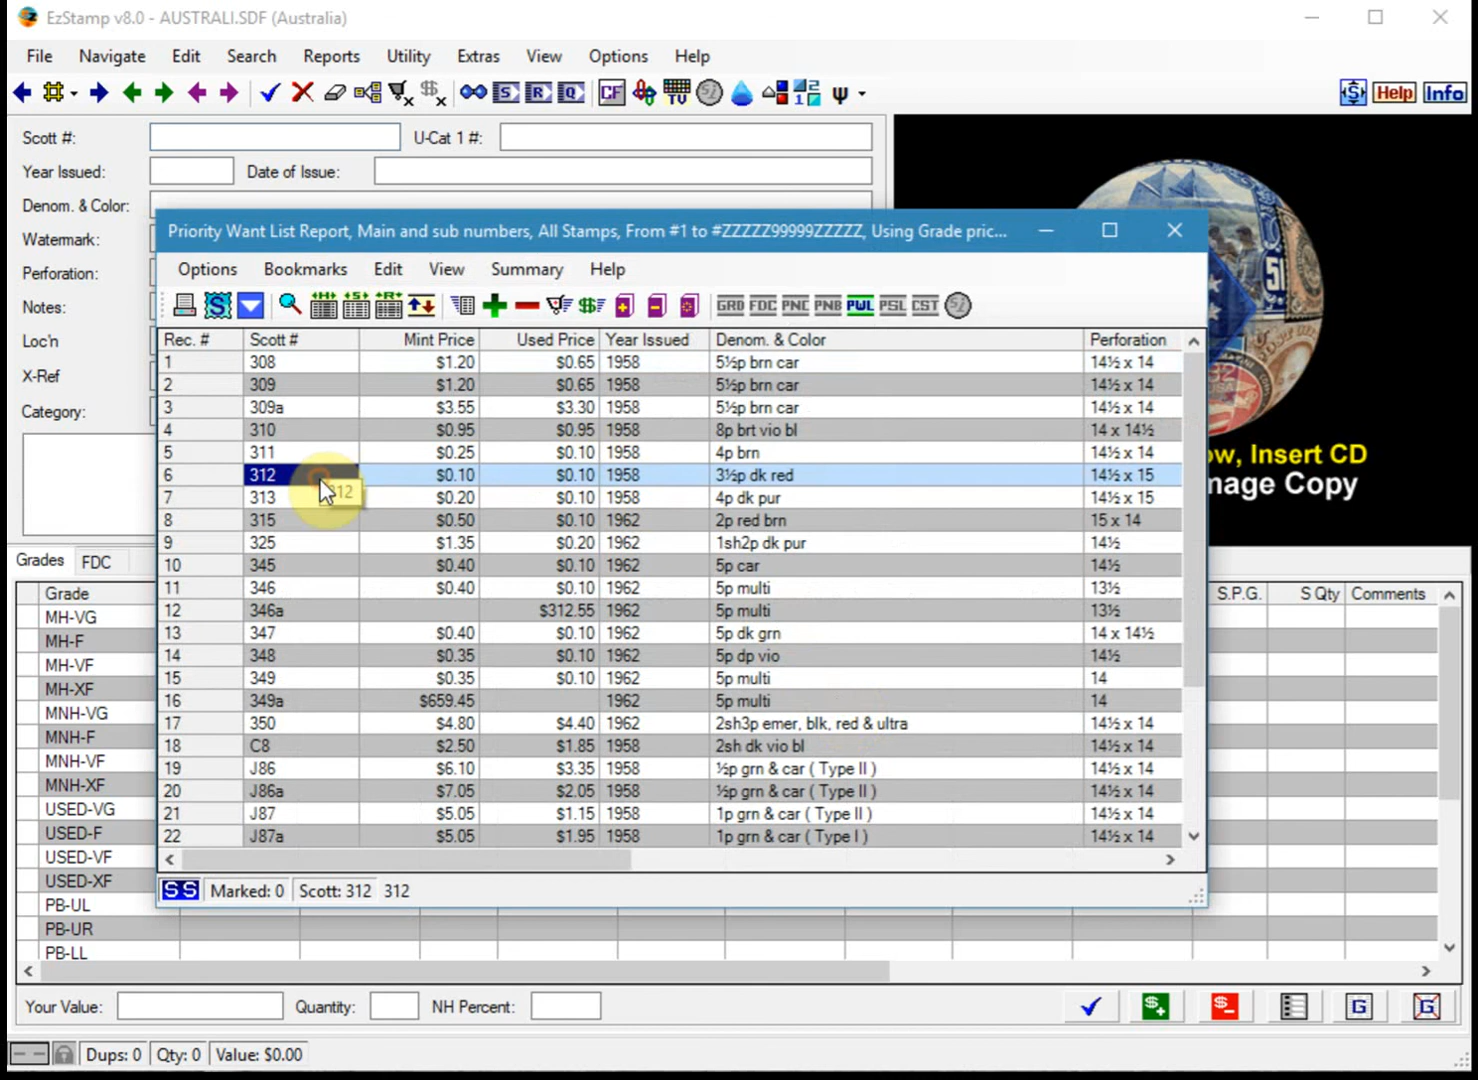 EzStamp v8.0 - AUSTRALI.SDF (Australia)
File Navigate Edit Search Reports Utility Extras View Options Help
CF TV Help Info
Scott #: U-Cat 1 #:
Year Issued: Date of Issue:
Denom. & Color:
Watermark:
Perforation:
Notes:
Loc'n
X-Ref
Category:
Priority Want List Report, Main and sub numbers, All Stamps, From #1 to #ZZZZZ99999ZZZZZ, Using Grade pric...
Options Bookmarks Edit View Summary Help
GRB FDC PNC PNB PWL PSL CST
Rec. # Scott # Mint Price Used Price Year Issued Denom. & Color Perforation
1 308 $1.20 $0.65 1958 5½p brn car 14½ x 14
2 309 $1.20 $0.65 1958 5½p brn car 14½ x 14
3 309a $3.55 $3.30 1958 5½p brn car 14½ x 14
4 310 $0.95 $0.95 1958 8p brt vio bl 14 x 14½
5 311 $0.25 $0.10 1958 4p brn 14½ x 14
6 312 $0.10 $0.10 1958 3½p dk red 14½ x 15
312
7 313 $0.20 $0.10 1958 4p dk pur 14½ x 15
8 315 $0.50 $0.10 1962 2p red brn 15 x 14
9 325 $1.35 $0.20 1962 1sh2p dk pur 14½
10 345 $0.40 $0.10 1962 5p car 14½
11 346 $0.40 $0.10 1962 5p multi 13½
12 346a $312.55 1962 5p multi 13½
13 347 $0.40 $0.10 1962 5p dk grn 14 x 14½
14 348 $0.35 $0.10 1962 5p dp vio 14½
15 349 $0.35 $0.10 1962 5p multi 14
16 349a $659.45 1962 5p multi 14
17 350 $4.80 $4.40 1962 2sh3p emer, blk, red & ultra 14½ x 14
18 C8 $2.50 $1.85 1958 2sh dk vio bl 14½ x 14
19 J86 $6.10 $3.35 1958 ½p grn & car ( Type II ) 14½ x 14
20 J86a $7.05 $2.05 1958 ½p grn & car ( Type II ) 14½ x 14
21 J87 $5.05 $1.15 1958 1p grn & car ( Type II ) 14½ x 14
22 J87a $5.05 $1.95 1958 1p grn & car ( Type I ) 14½ x 14
SS Marked: 0 Scott: 312 312
ow, Insert CD
mage Copy
Grades FDC
Grade S.P.G. S Qty Comments
MH-VG
MH-F
MH-VF
MH-XF
MNH-VG
MNH-F
MNH-VF
MNH-XF
USED-VG
USED-F
USED-VF
USED-XF
PB-UL
PB-UR
PB-LL
Your Value: Quantity: NH Percent:
Dups: 0 Qty: 0 Value: $0.00